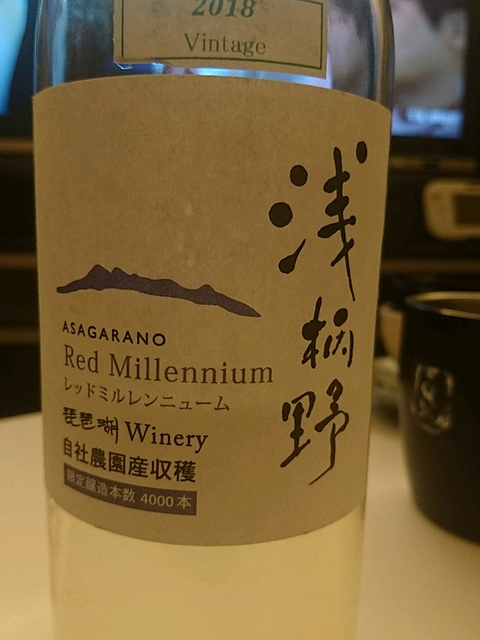 2018
Vintage
浅柄野
ASAGARANO
Red Millennium
レッドミルレンニューム
琵琶湖 Winery
自社農園産収穫
限定醸造本数 4000本